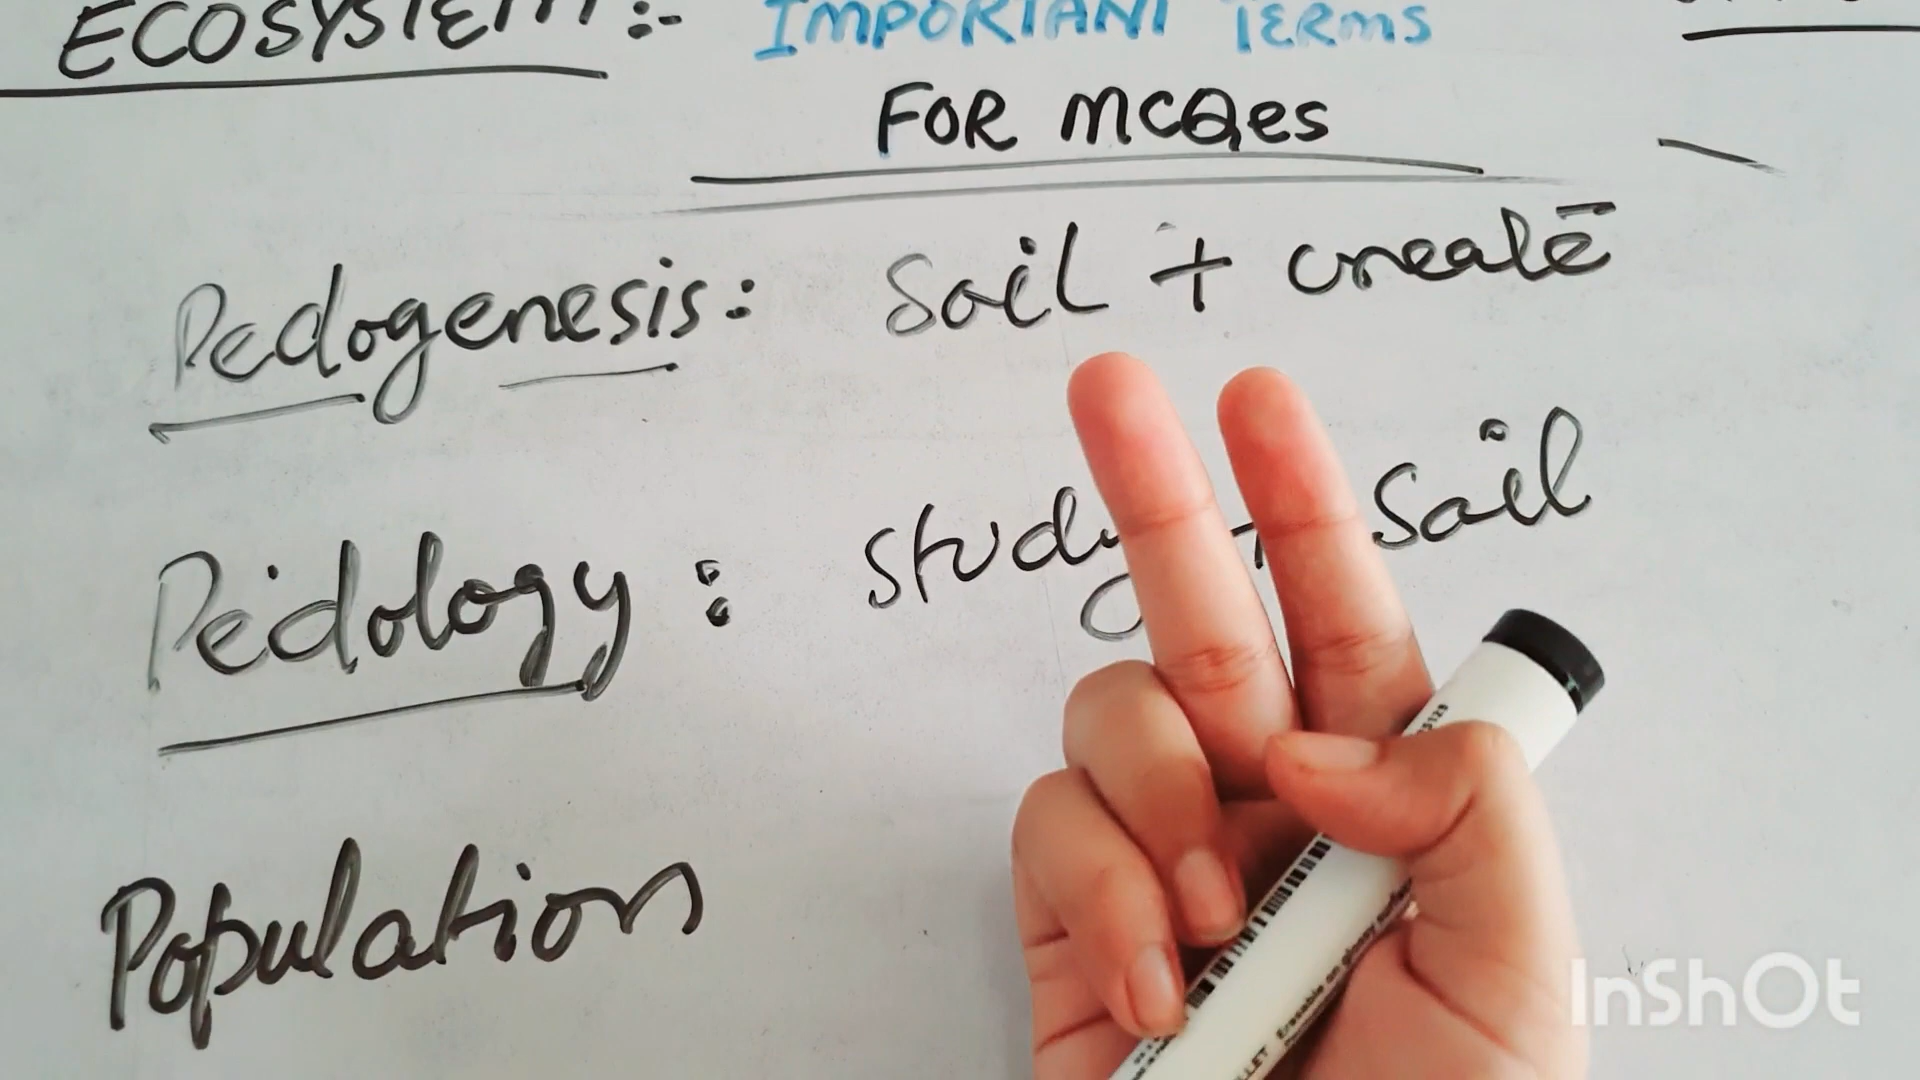 ECOSYSTEM :- IMPORTANT TERMS
FOR MCQes
Pedogenesis: Soil + create
Pedology : study + Soil
Population
InShOt